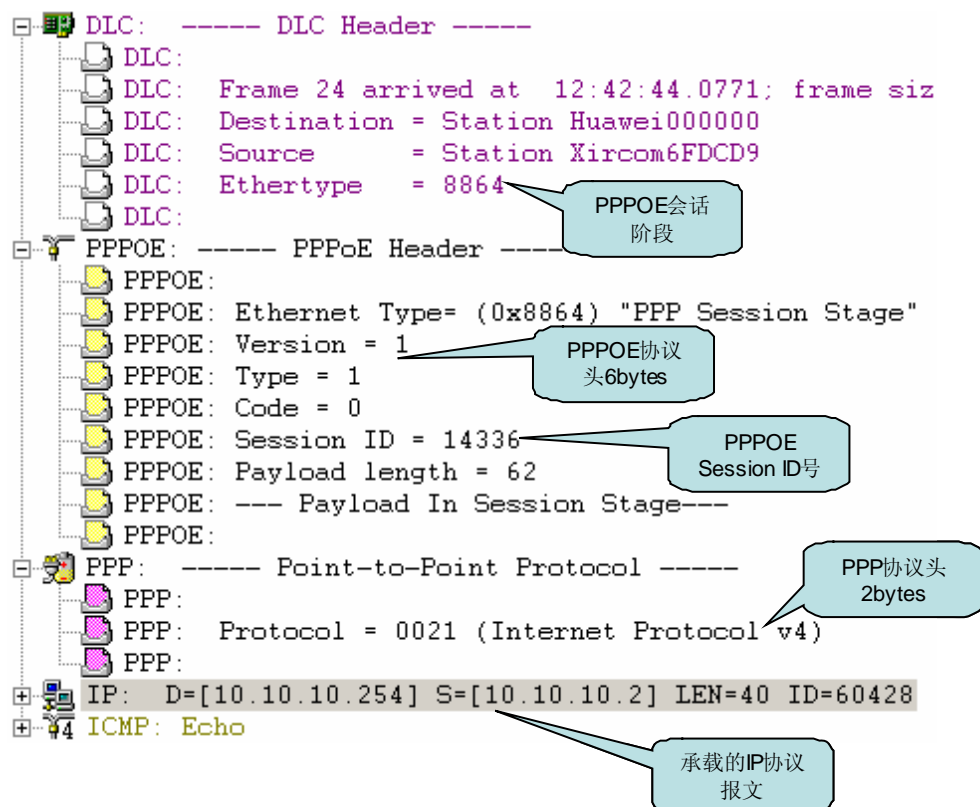 DLC: ----- DLC Header -----
DLC:
DLC: Frame 24 arrived at 12:42:44.0771; frame siz
DLC: Destination = Station Huawei000000
DLC: Source = Station Xircom6FDCD9
DLC: Ethertype = 8864
PPPOE会话
阶段
DLC:
PPPOE: ----- PPPoE Header ----
PPPOE:
PPPOE: Ethernet Type= (0x8864) "PPP Session Stage"
PPPOE: Version = 1
PPPOE协议
头6bytes
PPPOE: Type = 1
PPPOE: Code = 0
PPPOE: Session ID = 14336
PPPOE
Session ID号
PPPOE: Payload length = 62
PPPOE: --- Payload In Session Stage---
PPPOE:
PPP: ----- Point-to-Point Protocol -----
PPP协议头
2bytes
PPP:
PPP: Protocol = 0021 (Internet Protocol v4)
PPP:
IP: D=[10.10.10.254] S=[10.10.10.2] LEN=40 ID=60428
4 ICMP: Echo
承载的IP协议
报文